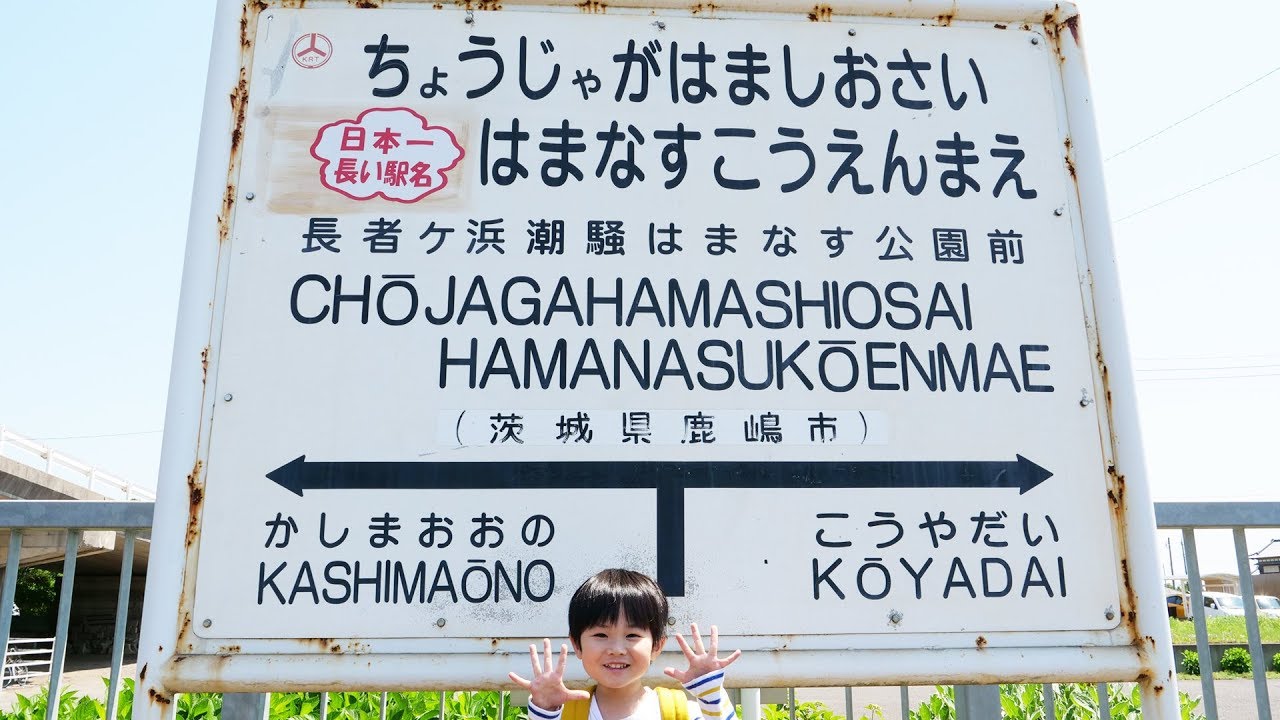 KRT
ちょうじゃがはましおさい
はまなすこうえんまえ
日本一
長い駅名
長者ケ浜潮騒はまなす公園前
CHŌJAGAHAMASHIOSAI
HAMANASUKŌENMAE
(茨城県鹿嶋市)
かしまおおの
KASHIMAŌNO
こうやだい
KŌYADAI